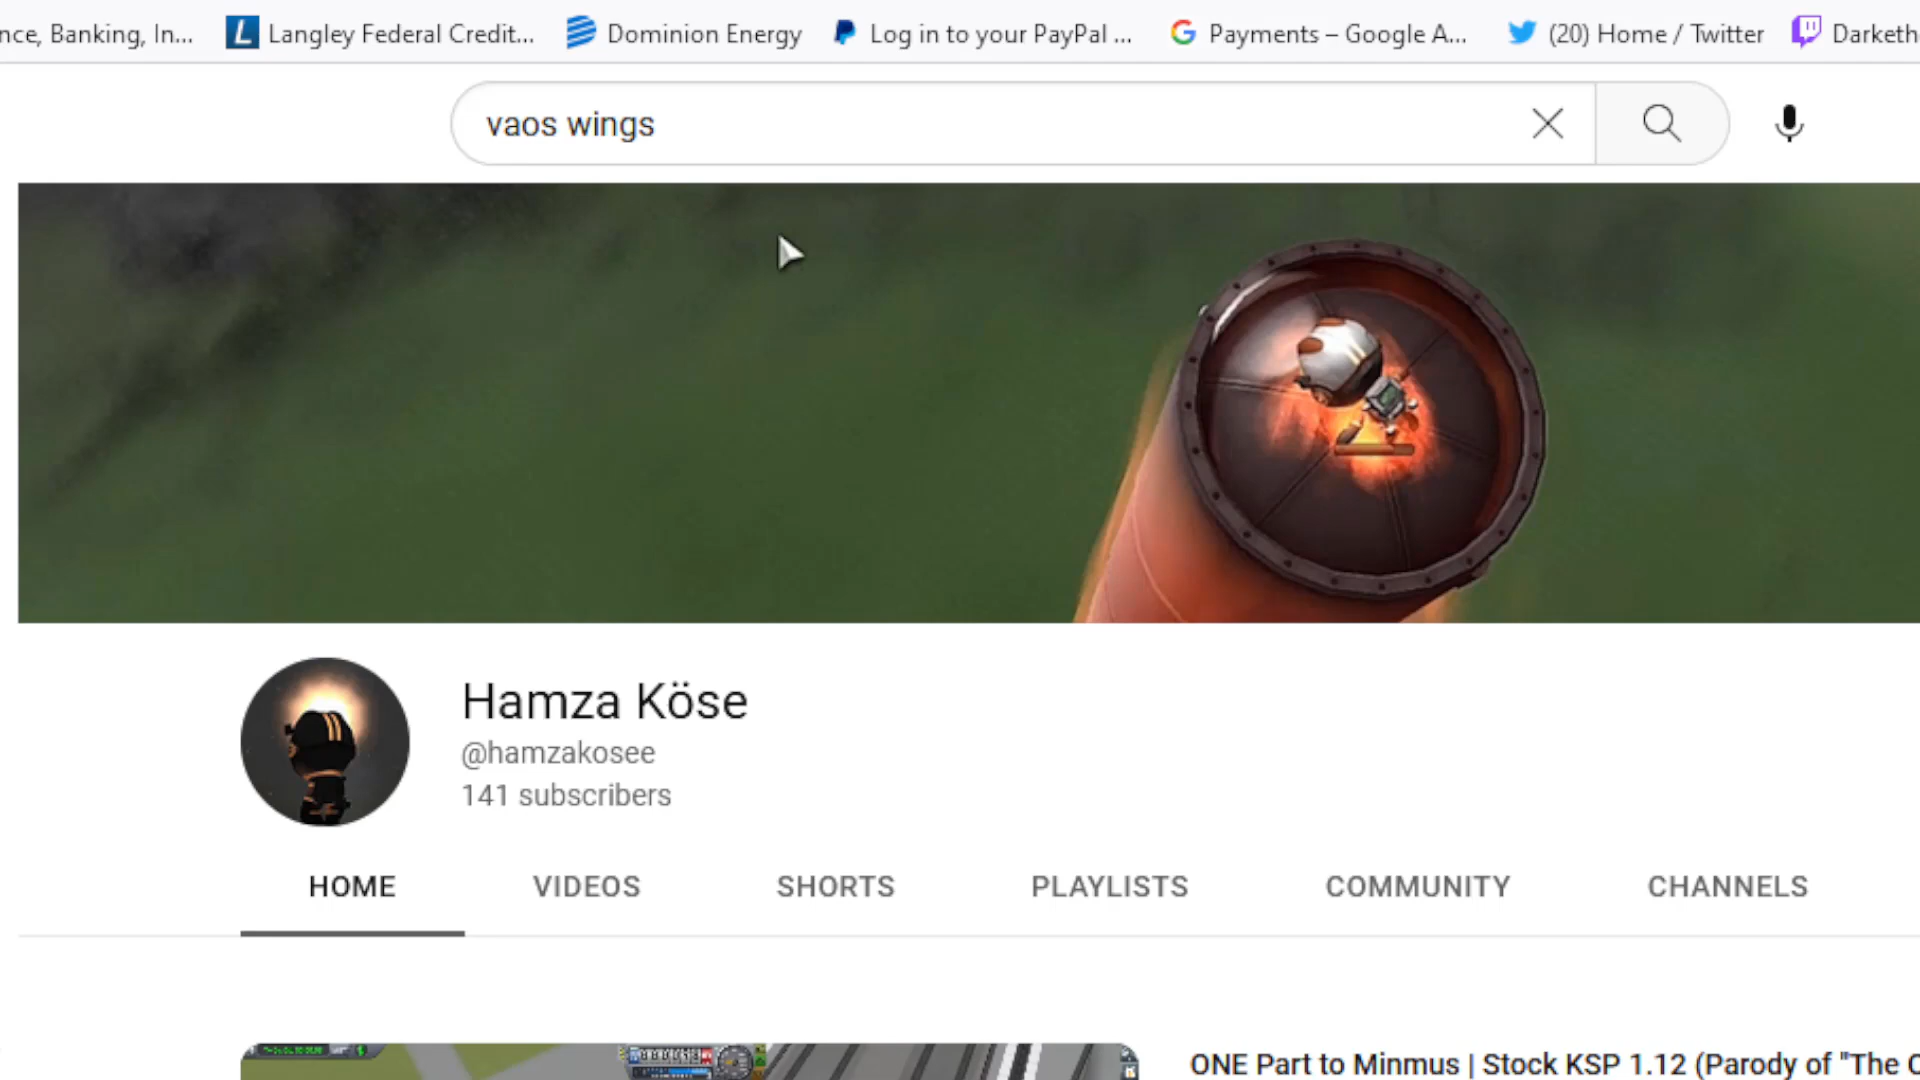 nce, Banking, In...
Langley Federal Credit...
Dominion Energy
Log in to your PayPal ...
Payments – Google A...
(20) Home / Twitter
Darketh
vaos wings
Hamza Köse
@hamzakosee
141 subscribers
HOME
VIDEOS
SHORTS
PLAYLISTS
COMMUNITY
CHANNELS
ONE Part to Minmus | Stock KSP 1.12 (Parody of "The C